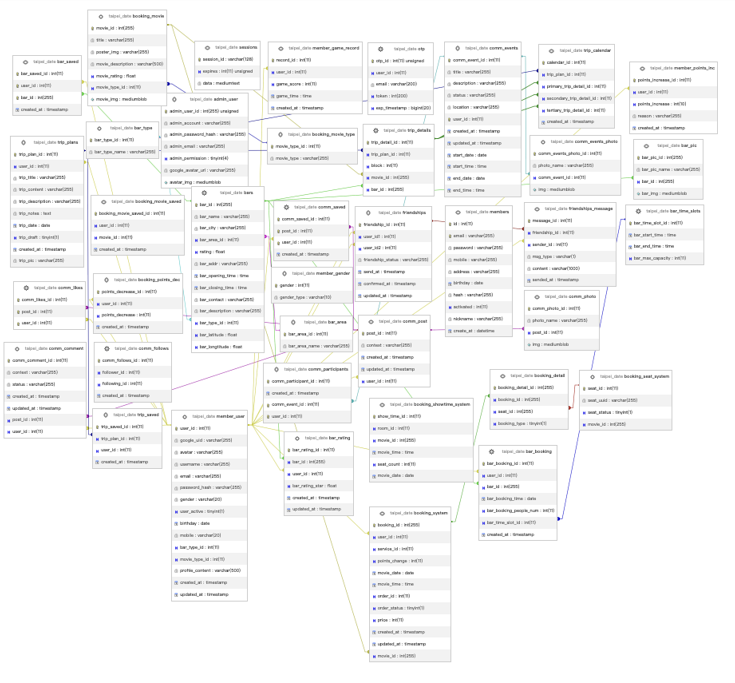 taipei_date booking_movie
movie_id : int(255)
title : varchar(255)
poster_img : varchar(255)
movie_description : varchar(500)
movie_rating : float
movie_type_id : int(11)
movie_img : mediumblob
taipei_date bar_saved
bar_saved_id : int(11)
user_id : int(11)
bar_id : int(11)
created_at : timestamp
taipei_date sessions
session_id : varchar(128)
expires : int(11) unsigned
data : mediumtext
taipei_date member_game_record
record_id : int(11)
user_id : int(11)
game_score : int(11)
game_time : time
created_at : timestamp
taipei_date otp
otp_id : int(11) unsigned
user_id : int(11)
email : varchar(200)
token : int(200)
exp_timestamp : bigint(20)
taipei_date comm_events
comm_event_id : int(11)
title : varchar(255)
description : varchar(255)
status : varchar(255)
location : varchar(255)
user_id : int(11)
created_at : timestamp
updated_at : timestamp
start_date : date
start_time : time
end_date : date
end_time : time
taipei_date trip_calendar
calendar_id : int(11)
trip_plan_id : int(11)
primary_trip_detail_id : int(11)
secondary_trip_detail_id : int(11)
tertiary_trip_detail_id : int(11)
created_at : timestamp
taipei_date member_points_inc
points_increase_id : int(11)
user_id : int(11)
points_increase : int(10)
reason : varchar(255)
created_at : timestamp
taipei_date admin_user
admin_user_id : int(255) unsigned
admin_account : varchar(255)
admin_password_hash : varchar(255)
admin_email : varchar(255)
admin_permission : tinyint(4)
google_avatar_url : varchar(255)
avatar_img : mediumblob
taipei_date bar_type
bar_type_id : int(11)
bar_type_name : varchar(255)
taipei_date booking_movie_type
movie_type_id : int(11)
movie_type : varchar(255)
taipei_date trip_details
trip_detail_id : int(11)
trip_plan_id : int(11)
block : int(11)
movie_id : int(255)
bar_id : int(11)
taipei_date comm_events_photo
photo_name : varchar(255)
comm_event_id : int(11)
img : mediumblob
taipei_date bar_pic
bar_pic_id : int(11)
bar_pic_name : varchar(255)
bar_id : int(11)
bar_img : mediumblob
taipei_date trip_plans
trip_plan_id : int(11)
user_id : int(11)
trip_title : varchar(255)
trip_content : varchar(255)
trip_description : varchar(255)
trip_notes : text
trip_date : date
trip_draft : tinyint(1)
created_at : timestamp
trip_pic : varchar(255)
taipei_date booking_movie_saved
booking_movie_saved_id : int(11)
user_id : int(11)
movie_id : int(255)
created_at : timestamp
taipei_date bars
bar_id : int(11)
bar_name : varchar(255)
bar_city : varchar(255)
bar_area_id : int(11)
rating : float
bar_addr : varchar(255)
bar_opening_time : time
bar_closing_time : time
bar_contact : varchar(255)
bar_description : varchar(255)
bar_type_id : int(11)
bar_latitude : float
bar_longtitude : float
taipei_date comm_saved
comm_saved_id : int(11)
post_id : int(11)
user_id : int(11)
created_at : timestamp
taipei_date friendships
friendship_id : int(11)
user_id1 : int(11)
user_id2 : int(11)
friendship_status : varchar(255)
send_at : timestamp
confirmed_at : timestamp
updated_at : timestamp
taipei_date members
id : int(11)
email : varchar(255)
password : varchar(255)
mobile : varchar(255)
address : varchar(255)
birthday : date
hash : varchar(255)
activated : int(11)
nickname : varchar(255)
create_at : datetime
taipei_date friendships_message
message_id : int(11)
friendship_id : int(11)
sender_id : int(11)
msg_type : varchar(1)
content : varchar(1000)
sended_at : timestamp
taipei_date bar_time_slots
bar_time_slot_id : int(11)
bar_start_time : time
bar_end_time : time
bar_max_capacity : int(11)
taipei_date comm_likes
comm_likes_id : int(11)
post_id : int(11)
user_id : int(11)
taipei_date booking_points_dec
points_decrease_id : int(11)
user_id : int(11)
points_decrease : int(11)
created_at : timestamp
taipei_date member_gender
gender : int(11)
gender_type : varchar(10)
taipei_date comm_photo
comm_photo_id : int(11)
photo_name : varchar(255)
post_id : int(11)
img : mediumblob
taipei_date bar_area
bar_area_id : int(11)
bar_area_name : varchar(255)
taipei_date comm_post
post_id : int(11)
context : varchar(255)
created_at : timestamp
updated_at : timestamp
user_id : int(11)
taipei_date comm_comment
comm_comment_id : int(11)
context : varchar(255)
status : varchar(255)
created_at : timestamp
updated_at : timestamp
post_id : int(11)
user_id : int(11)
taipei_date comm_follows
comm_follows_id : int(11)
follower_id : int(11)
following_id : int(11)
created_at : timestamp
taipei_date comm_participants
comm_participant_id : int(11)
created_at : timestamp
comm_event_id : int(11)
user_id : int(11)
taipei_date booking_detail
booking_detail_id : int(255)
booking_id : int(255)
seat_id : int(255)
booking_type : tinyint(1)
taipei_date booking_seat_system
seat_id : int(255)
seat_uuid : varchar(255)
seat_status : tinyint(1)
movie_id : int(255)
taipei_date trip_saved
trip_saved_id : int(11)
trip_plan_id : int(11)
user_id : int(11)
created_at : timestamp
taipei_date member_user
user_id : int(11)
google_uid : varchar(255)
avatar : varchar(255)
username : varchar(255)
email : varchar(255)
password_hash : varchar(255)
gender : varchar(20)
user_active : tinyint(1)
birthday : date
mobile : varchar(20)
bar_type_id : int(11)
movie_type_id : int(11)
profile_content : varchar(500)
created_at : timestamp
updated_at : timestamp
taipei_date booking_showtime_system
show_time_id : int(11)
room_id : int(11)
movie_id : int(255)
movie_time : time
seat_count : int(11)
movie_date : date
taipei_date bar_rating
bar_rating_id : int(11)
bar_id : int(11)
user_id : int(11)
bar_rating_star : float
created_at : timestamp
updated_at : timestamp
taipei_date bar_booking
bar_booking_id : int(11)
user_id : int(11)
bar_id : int(11)
bar_booking_time : date
bar_booking_people_num : int(11)
bar_time_slot_id : int(11)
created_at : timestamp
taipei_date booking_system
booking_id : int(255)
user_id : int(11)
service_id : int(11)
points_change : int(11)
movie_date : date
movie_time : time
order_id : int(11)
order_status : tinyint(1)
price : int(11)
created_at : timestamp
updated_at : timestamp
movie_id : int(255)